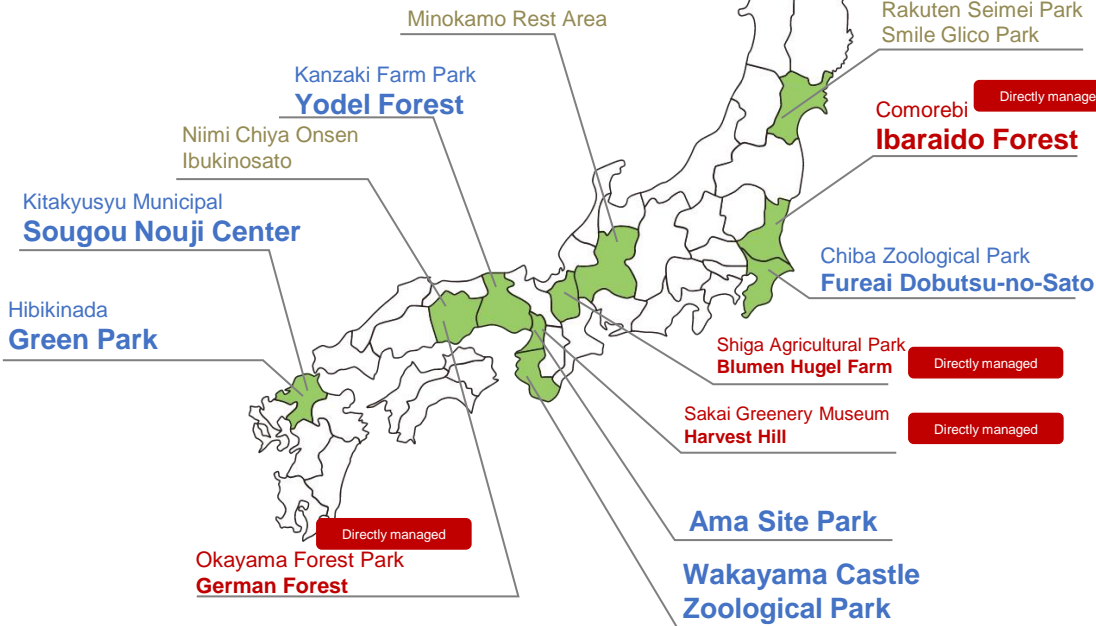 Minokamo Rest Area
Rakuten Seimei Park
Smile Glico Park
Kanzaki Farm Park
Yodel Forest
Directly manage
Comorebi
Ibaraido Forest
Niimi Chiya Onsen
Ibukinosato
Kitakyusyu Municipal
Sougou Nouji Center
Chiba Zoological Park
Fureai Dobutsu-no-Sato
Hibikinada
Green Park
Shiga Agricultural Park
Blumen Hugel Farm
Directly managed
Sakai Greenery Museum
Harvest Hill
Directly managed
Ama Site Park
Directly managed
Okayama Forest Park
German Forest
Wakayama Castle
Zoological Park